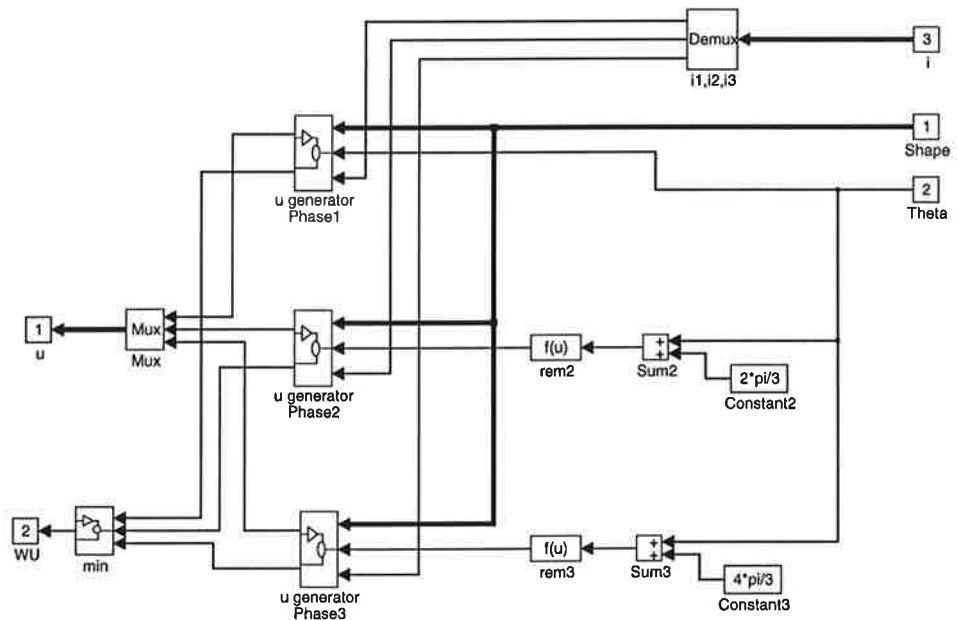 Demux
3
i1,i2,i3
i
1
Shape
u generator
Phase1
2
Theta
1
u
Mux
Mux
u generator
Phase2
f(u)
rem2
+
+
Sum2
2*pi/3
Constant2
2
WU
min
u generator
Phase3
f(u)
rem3
+
+
Sum3
4*pi/3
Constant3